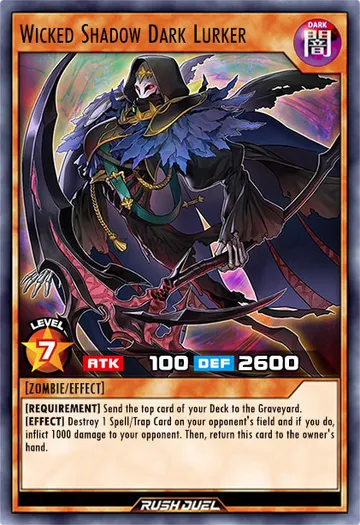 Wicked Shadow Dark Lurker
DARK
闇
LEVEL
7
ATK 100 DEF 2600
[ZOMBIE/EFFECT]
[REQUIREMENT] Send the top card of your Deck to the Graveyard.
[EFFECT] Destroy 1 Spell/Trap Card on your opponent's field and if you do,
inflict 1000 damage to your opponent. Then, return this card to the owner's
hand.
RUSH DUEL